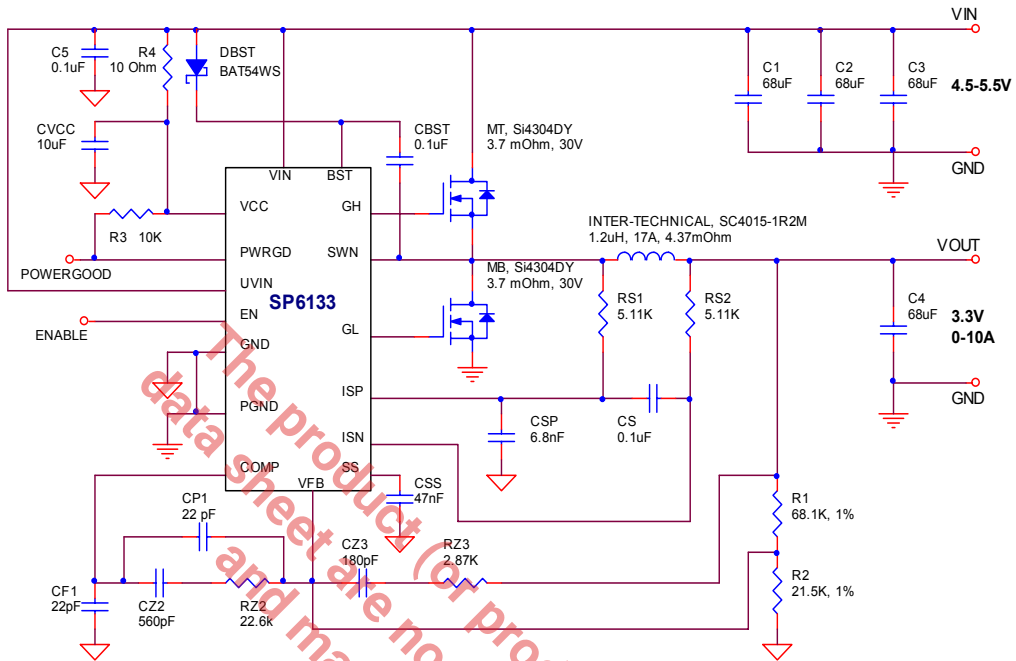 VIN
C5
0.1uF
R4
10 Ohm
DBST
BAT54WS
C1
68uF
C2
68uF
C3
68uF
4.5-5.5V
CVCC
10uF
CBST
0.1uF
MT, Si4304DY
3.7 mOhm, 30V
GND
VIN
BST
VCC
GH
R3 10K
INTER-TECHNICAL, SC4015-1R2M
1.2uH, 17A, 4.37mOhm
VOUT
PWRGD
SWN
POWERGOOD
MB, Si4304DY
3.7 mOhm, 30V
UVIN
SP6133
RS1
5.11K
RS2
5.11K
C4
68uF
3.3V
0-10A
EN
ENABLE
GL
GND
GND
PGND
ISP
CSP
6.8nF
CS
0.1uF
ISN
COMP
SS
VFB
CSS
47nF
R1
68.1K, 1%
CP1
22 pF
CZ3
180pF
RZ3
2.87K
CF1
22pF
CZ2
560pF
RZ2
22.6k
R2
21.5K, 1%
The product (or pro
data sheet are no
and ma